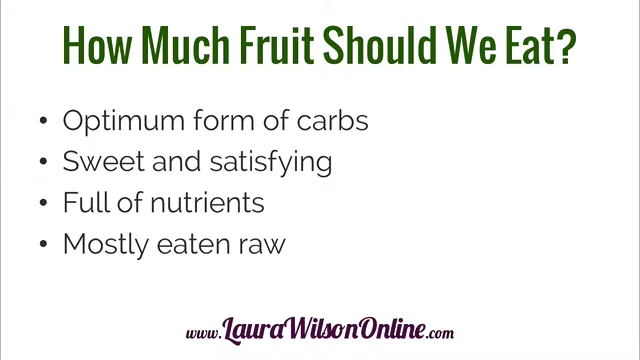 How Much Fruit Should We Eat?
• Optimum form of carbs
• Sweet and satisfying
• Full of nutrients
• Mostly eaten raw
www.LauraWilsonOnline.com